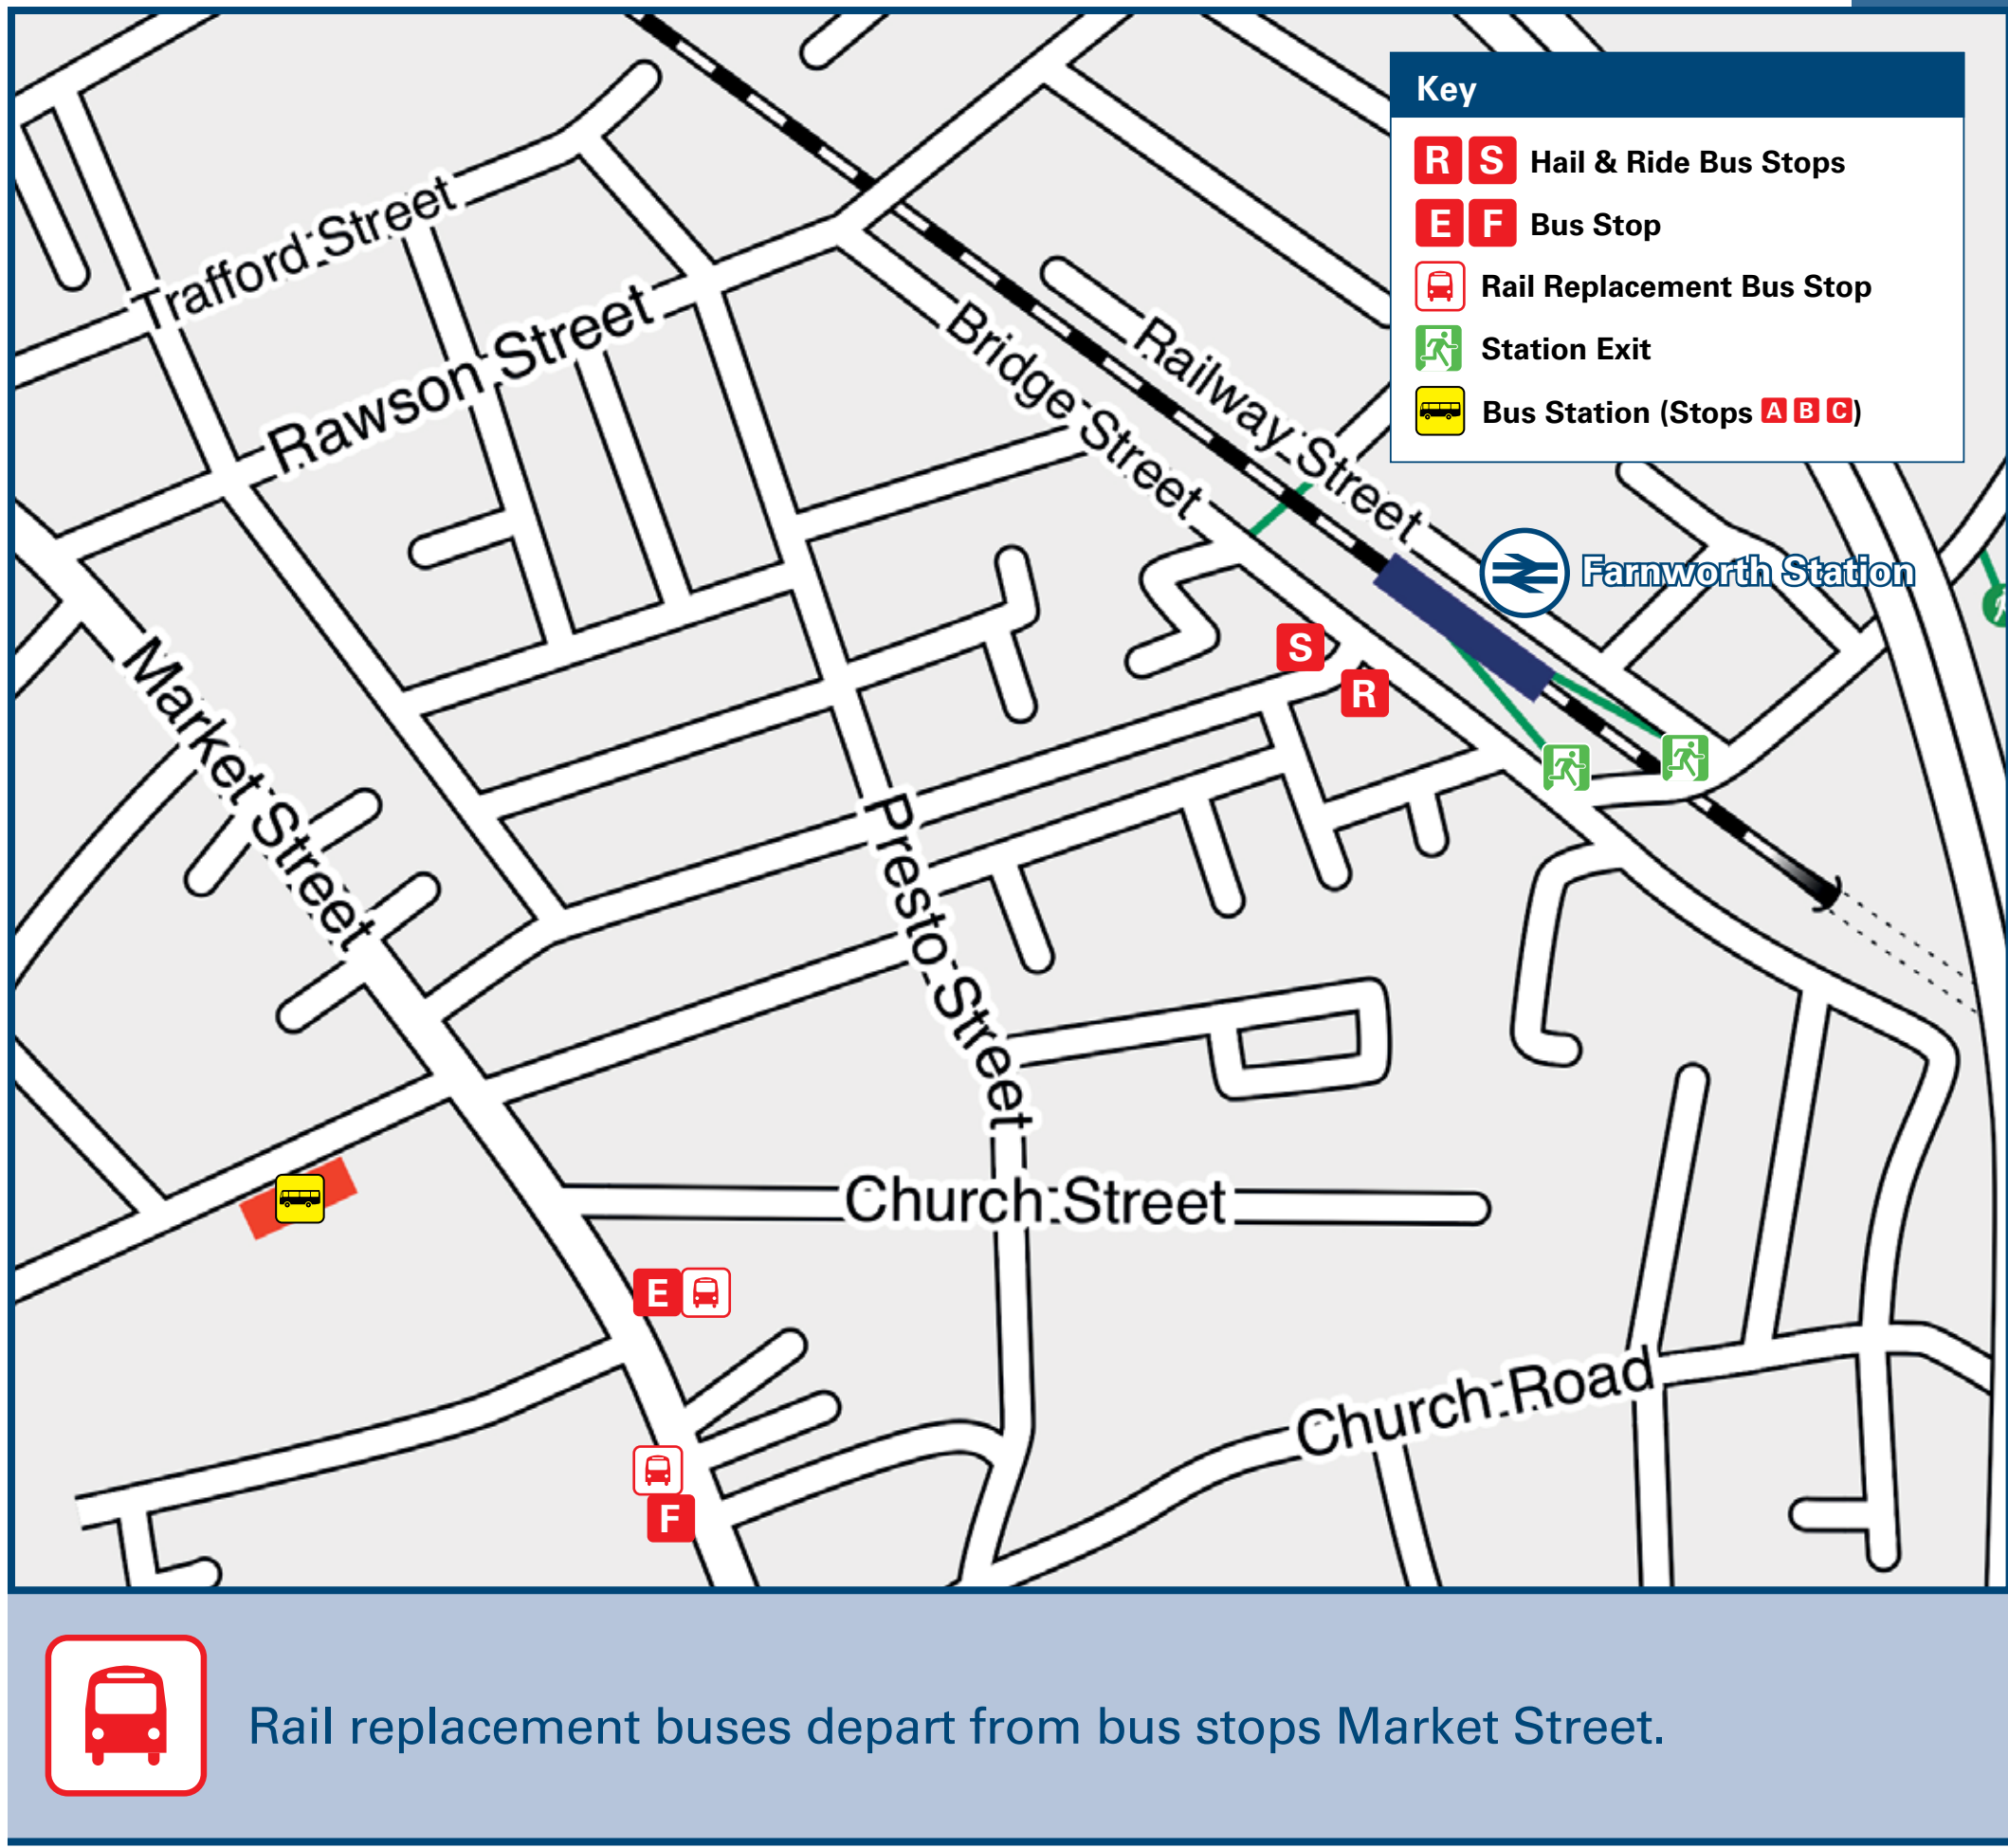 Key
R S Hail & Ride Bus Stops
E F Bus Stop
Rail Replacement Bus Stop
Station Exit
Bus Station (Stops A B C)
Trafford Street
Rawson Street
Bridge Street
Railway Street
Farnworth Station
Market Street
S
R
Presto Street
Church Street
E
Church Road
F
Rail replacement buses depart from bus stops Market Street.